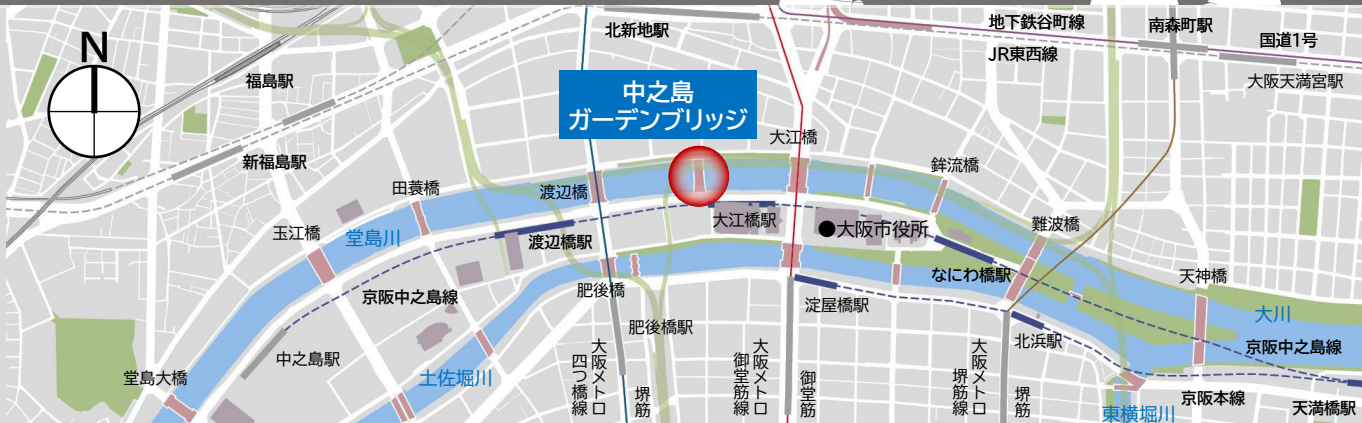 N
北新地駅
地下鉄谷町線
JR東西線
南森町駅
国道1号
大阪天満宮駅
福島駅
新福島駅
中之島
ガーデンブリッジ
大江橋
鉾流橋
田蓑橋
渡辺橋
玉江橋
堂島川
渡辺橋駅
大江橋駅
●大阪市役所
難波橋
なにわ橋駅
天神橋
大川
京阪中之島線
肥後橋
淀屋橋駅
北浜駅
京阪中之島線
中之島駅
肥後橋駅
堂島大橋
土佐堀川
大阪メトロ
四つ橋線
堺筋
大阪メトロ
御堂筋線
御堂筋
大阪メトロ
堺筋線
堺筋
東横堀川
京阪本線
天満橋駅